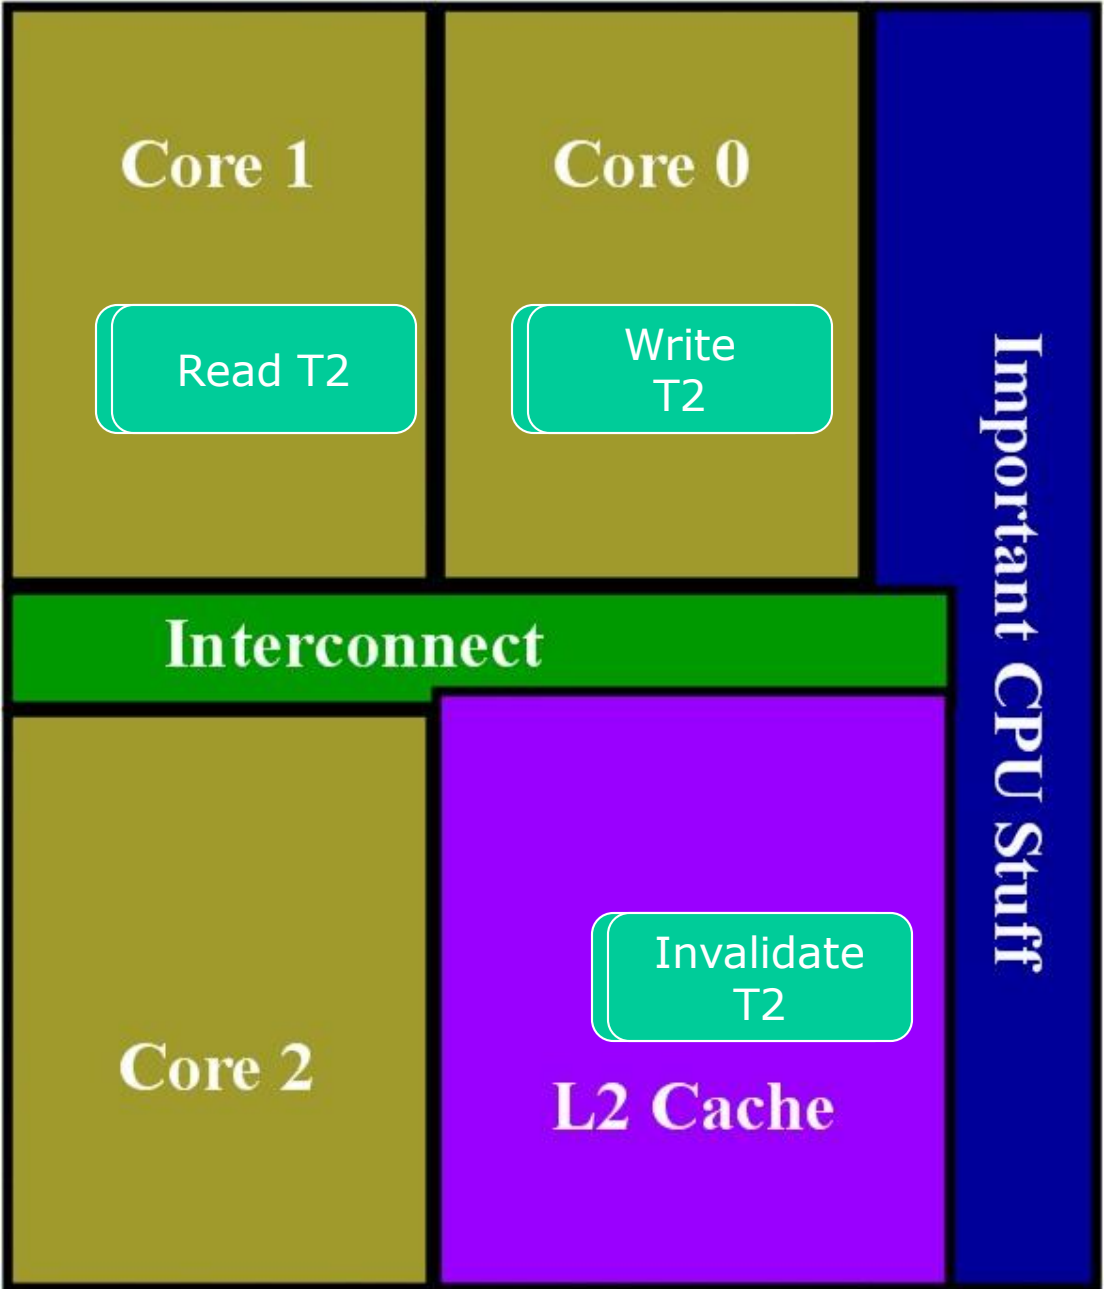 Core 1
Core 0
Read T2
Write
T2
Important CPU Stuff
Interconnect
Invalidate
T2
Core 2
L2 Cache